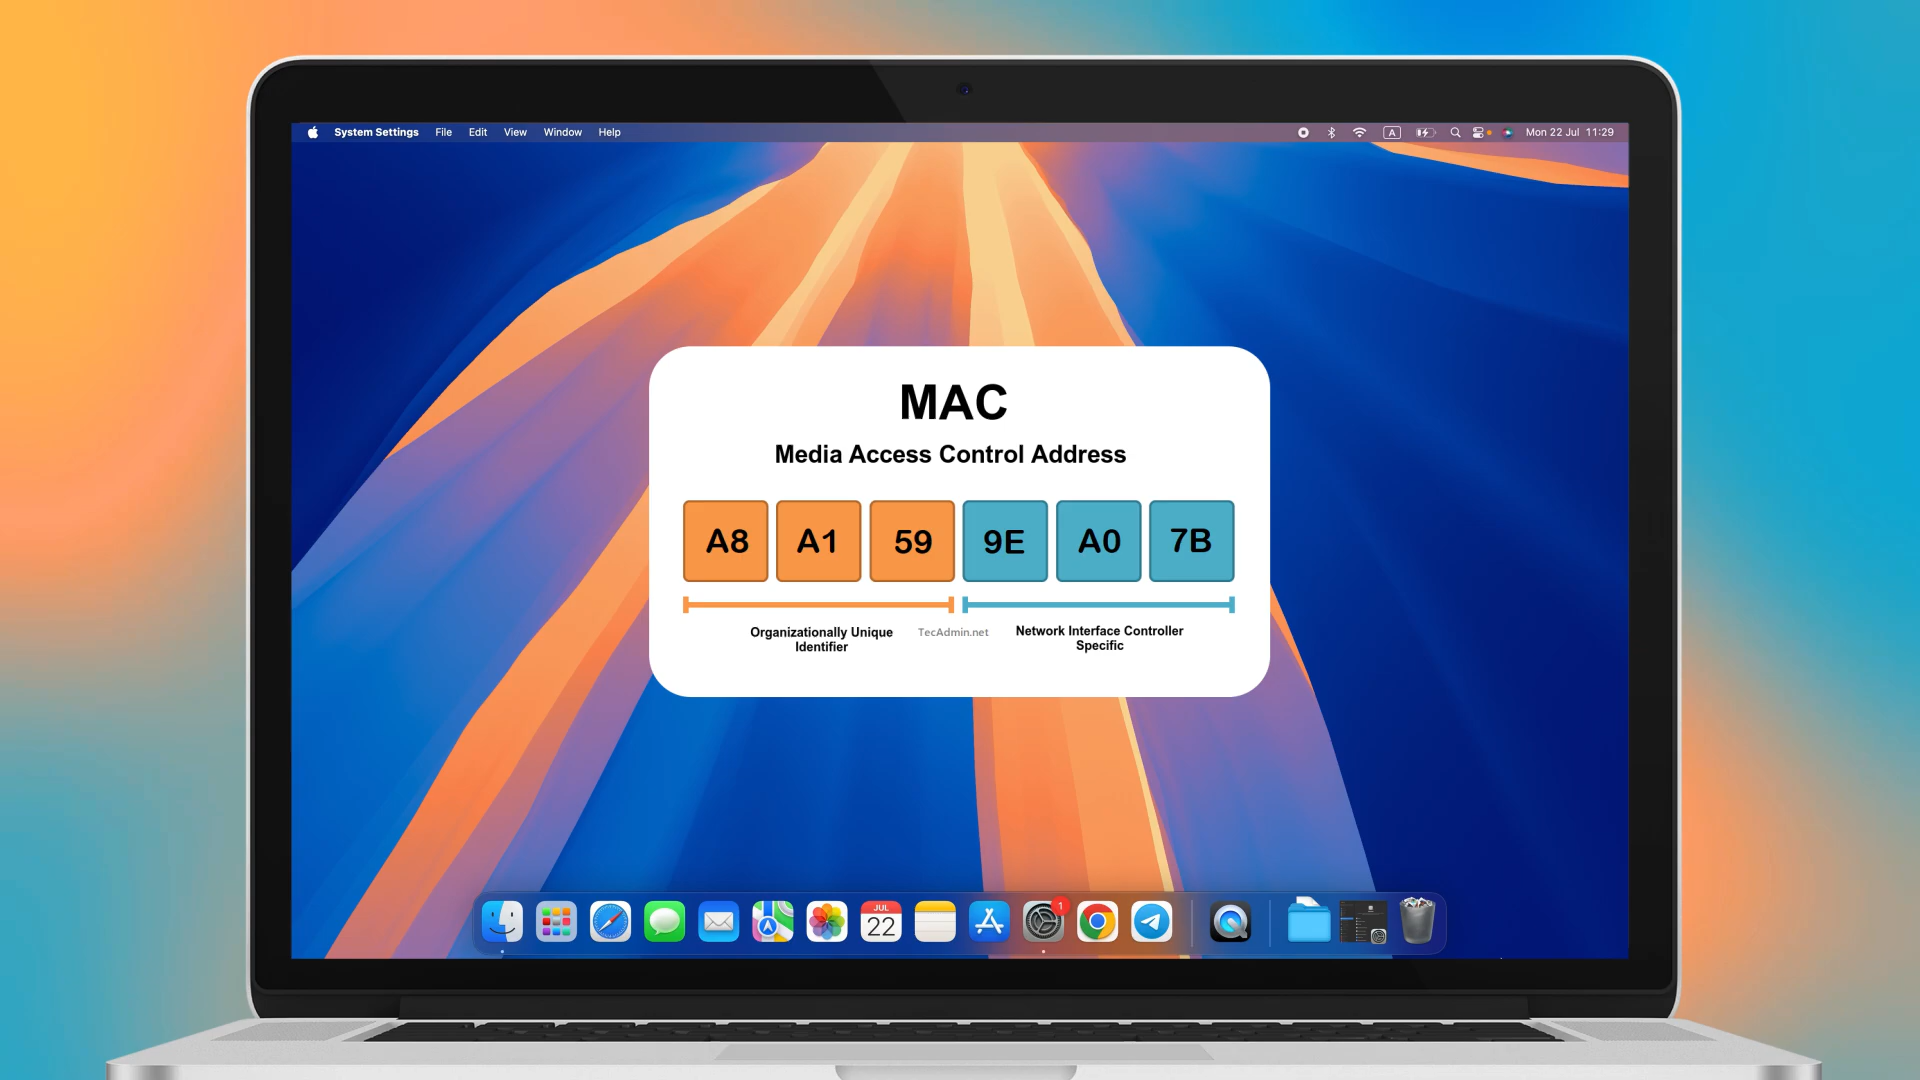 System Settings File Edit View Window Help A Mon 22 Jul 11:29
MAC
Media Access Control Address
A8 A1 59 9E A0 7B
Organizationally Unique
Identifier
TecAdmin.net
Network Interface Controller
Specific
JUL
22
1